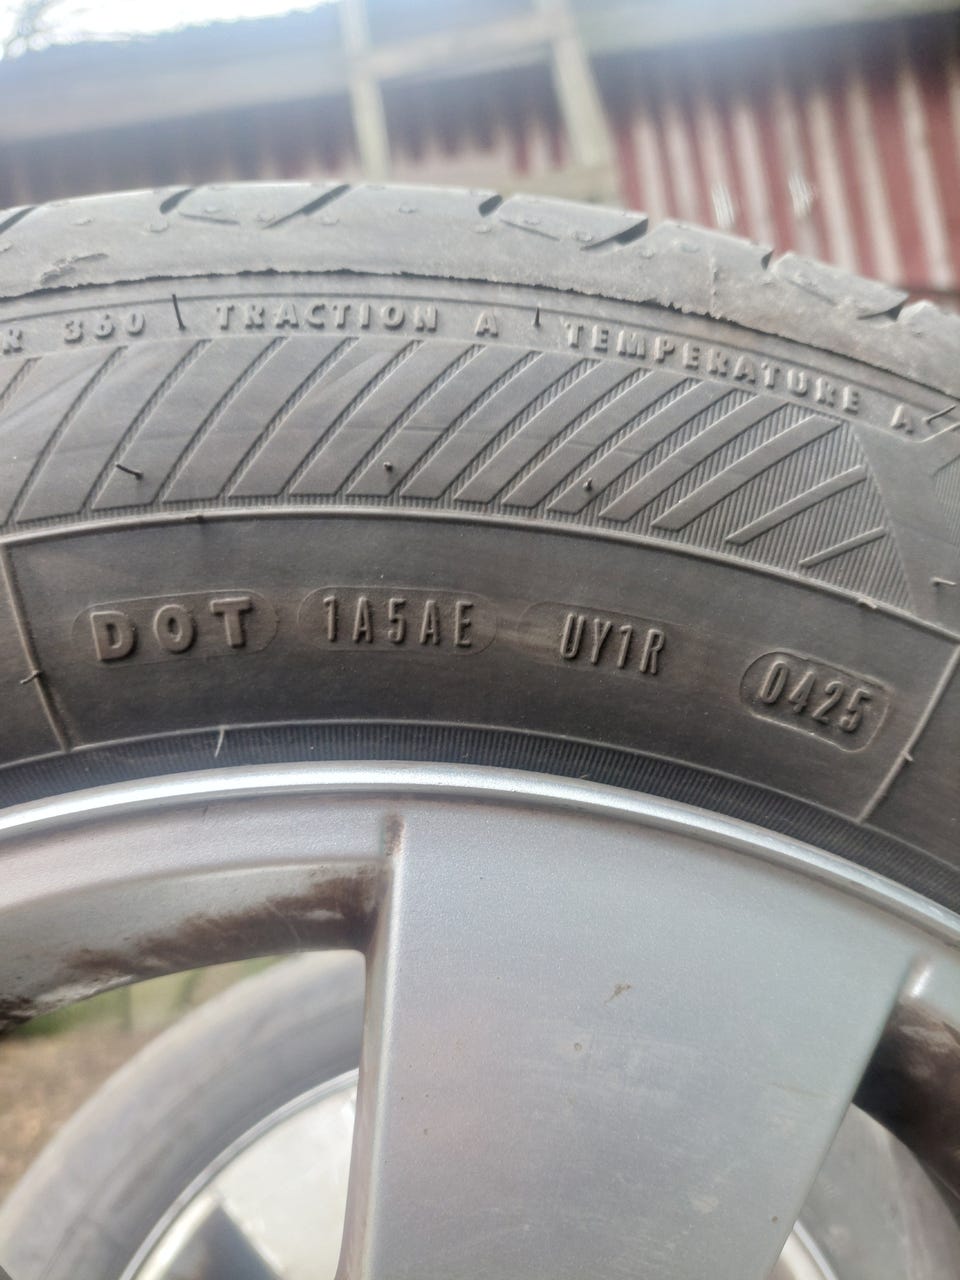 R 360 TRACTION A TEMPERATURE A
DOT 1A5AE UY1R 0425